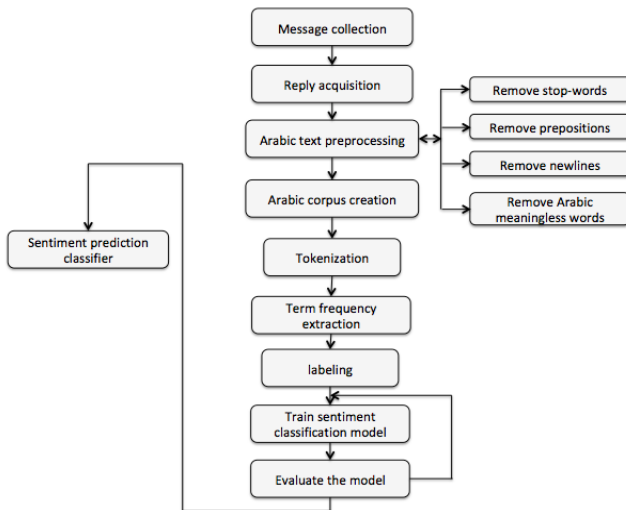 Message collection
Reply acquisition
Arabic text preprocessing
Remove stop-words
Remove prepositions
Remove newlines
Remove Arabic
meaningless words
Arabic corpus creation
Sentiment prediction
classifier
Tokenization
Term frequency
extraction
labeling
Train sentiment
classification model
Evaluate the model